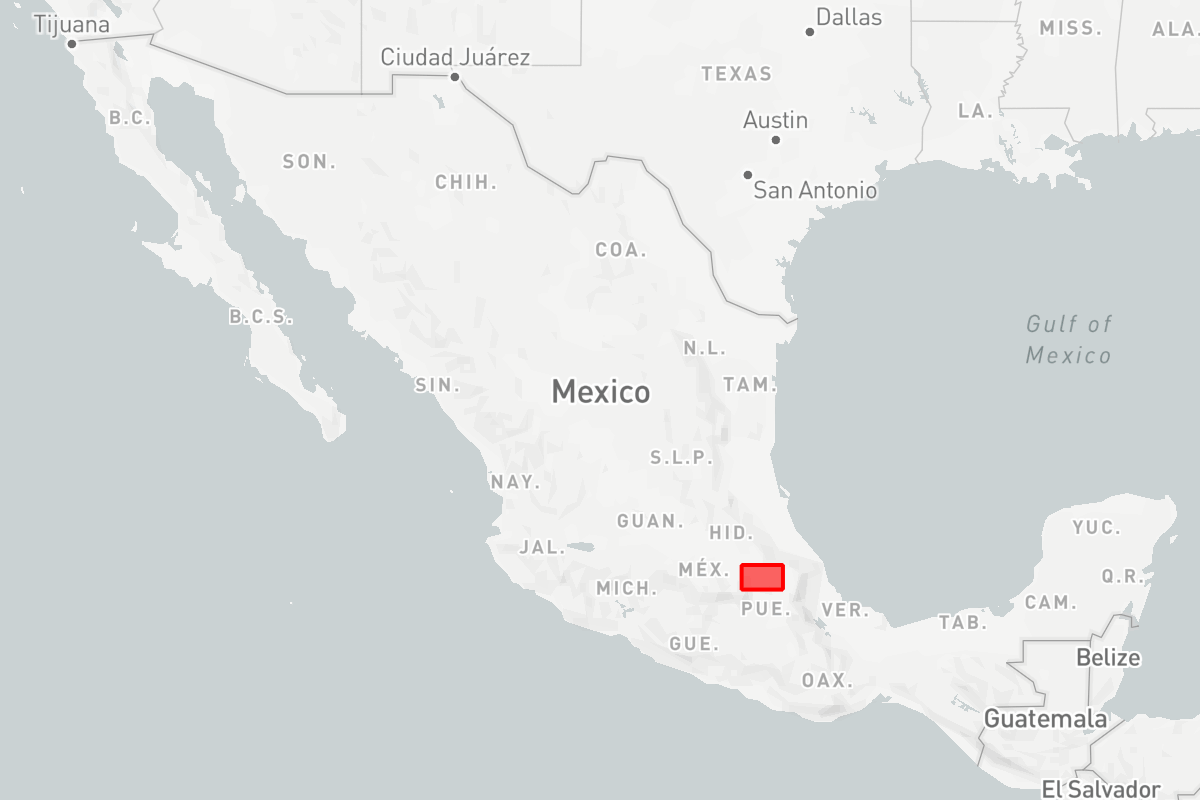 Tijuana
Dallas
MISS.
ALA.
Ciudad Juárez
TEXAS
B.C.
LA.
Austin
SON.
CHIH.
San Antonio
COA.
B.C.S.
Gulf of
Mexico
N.L.
SIN.
Mexico
TAM.
S.L.P.
NAY.
GUAN.
HID.
YUC.
JAL.
MÉX.
Q.R.
MICH.
PUE.
VER.
CAM.
TAB.
GUE.
Belize
OAX.
Guatemala
El Salvador